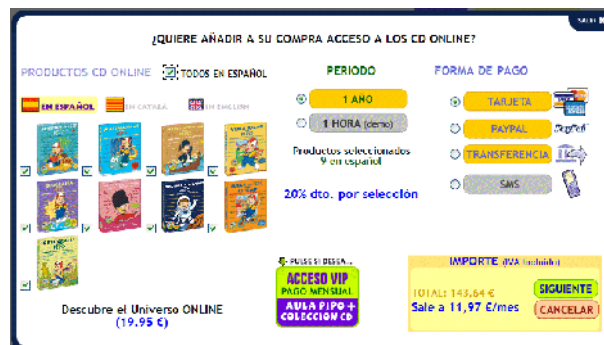 SALIR
¿QUIERE AÑADIR A SU COMPRA ACCESO A LOS CD ONLINE?
PRODUCTOS CD ONLINE
TODOS EN ESPAÑOL
EN ESPAÑOL
EN CATALÀ
EN ENGLISH
PERIODO
1 AÑO
1 HORA (demo)
Productos seleccionados
9 en español
20% dto. por selección
FORMA DE PAGO
TARJETA
PAYPAL
PayPal
TRANSFERENCIA
SMS
Descubre el Universo ONLINE
(19.95 €)
PULSE SI DESEA...
ACCESO VIP
PAGO MENSUAL
AULA PIPO +
COLECCION CD
IMPORTE (IVA Incluido)
TOTAL: 143,64 €
Sale a 11,97 €/mes
SIGUIENTE
CANCELAR